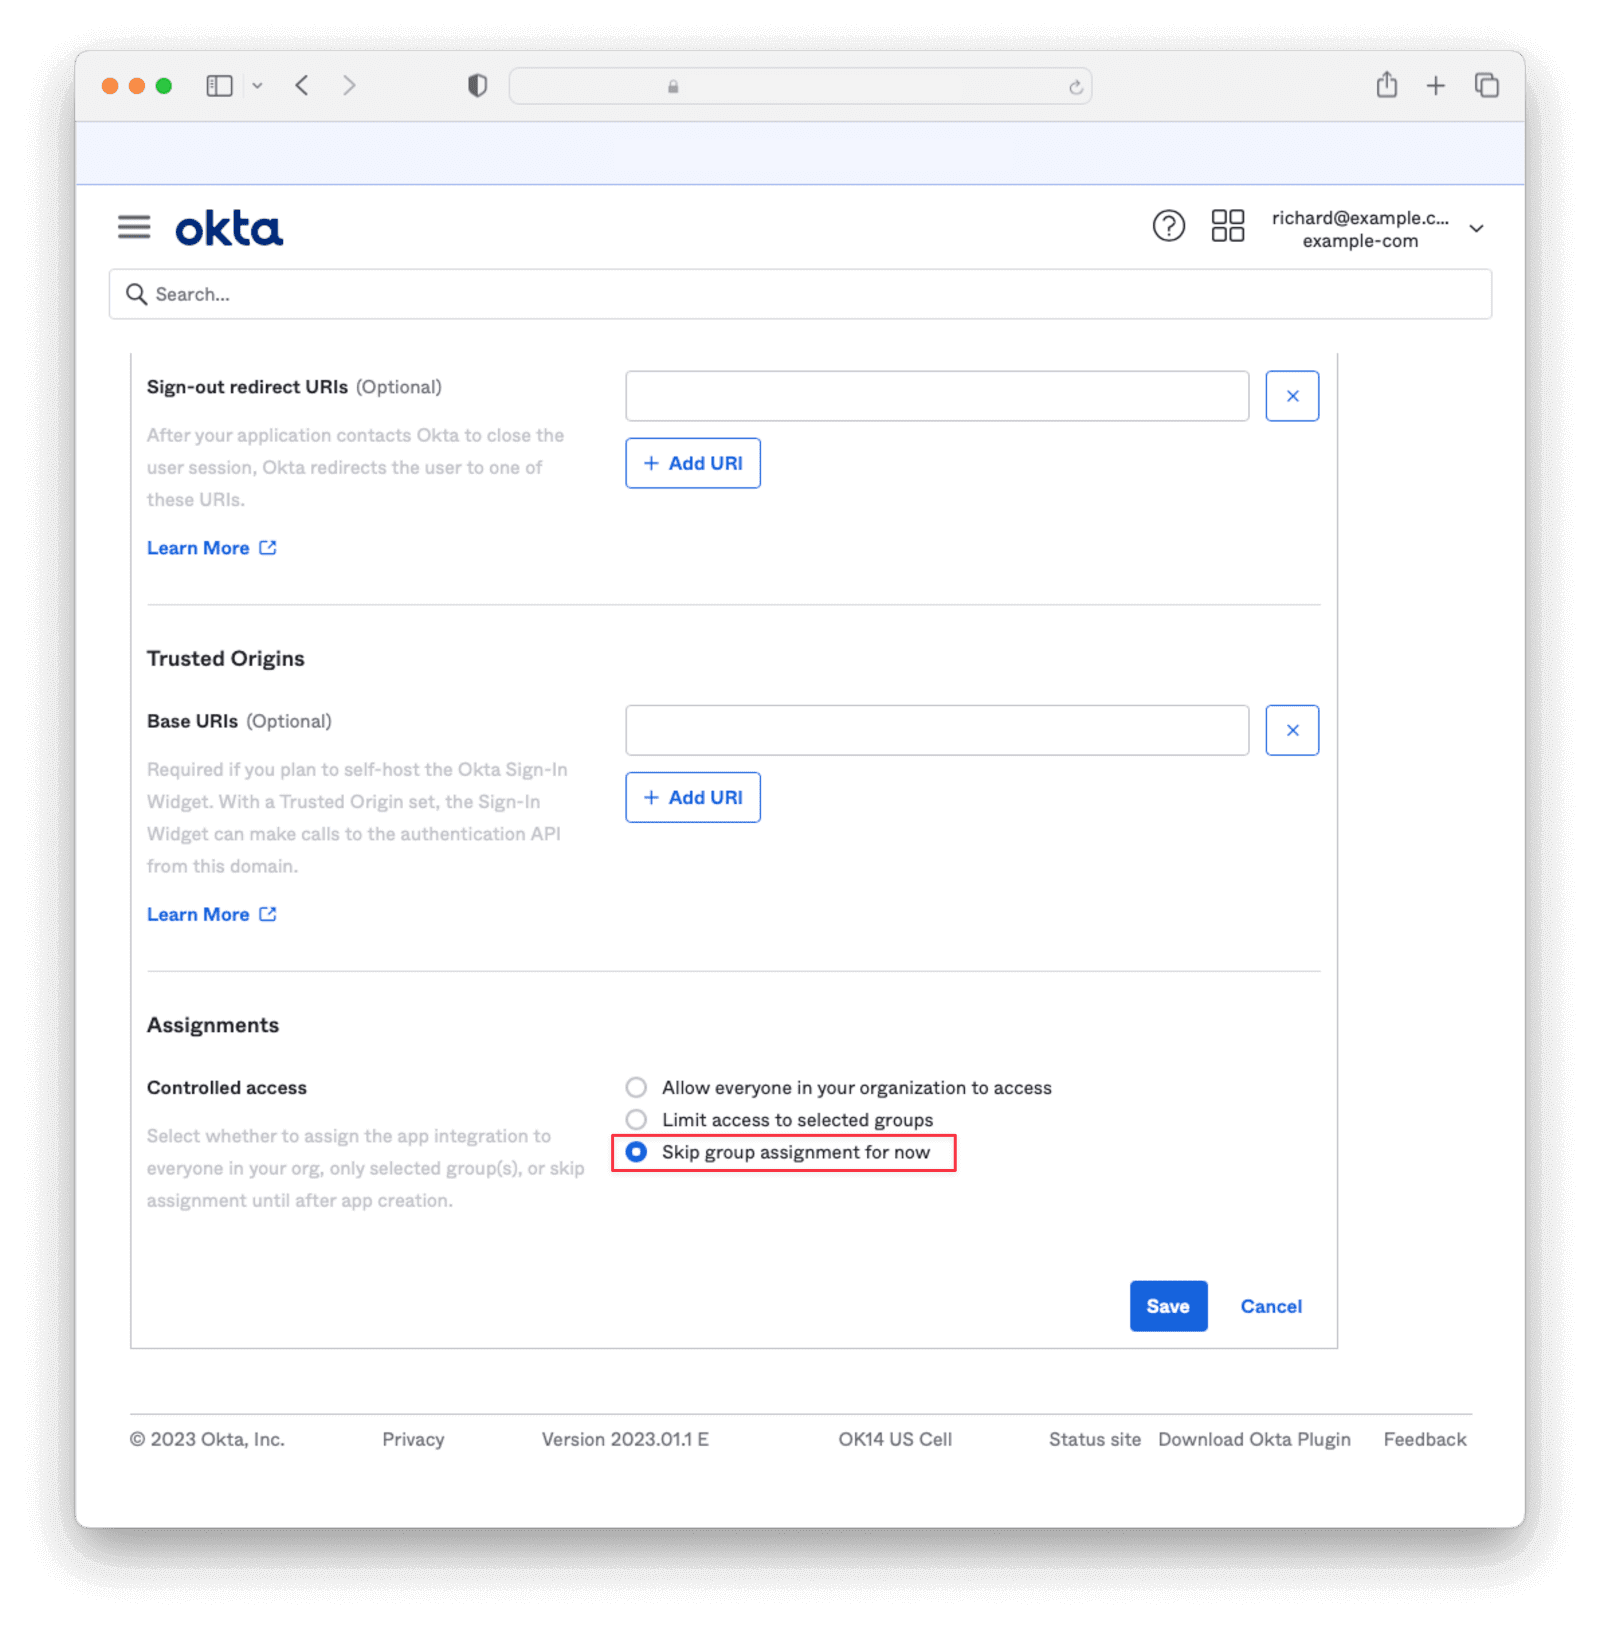 okta
richard@example.c...
example-com
Search...
Sign-out redirect URIs (Optional)
After your application contacts Okta to close the
user session, Okta redirects the user to one of
these URIs.
Learn More
+ Add URI
Trusted Origins
Base URIs (Optional)
Required if you plan to self-host the Okta Sign-In
Widget. With a Trusted Origin set, the Sign-In
Widget can make calls to the authentication API
from this domain.
Learn More
+ Add URI
Assignments
Controlled access
Select whether to assign the app integration to
everyone in your org, only selected group(s), or skip
assignment until after app creation.
Allow everyone in your organization to access
Limit access to selected groups
Skip group assignment for now
Save Cancel
© 2023 Okta, Inc. Privacy Version 2023.01.1 E OK14 US Cell Status site Download Okta Plugin Feedback